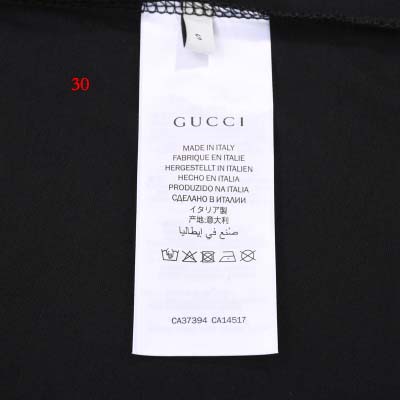 S
30
GUCCI
MADE IN ITALY
FABRIQUE EN ITALIE
HERGESTELLT IN ITALIEN
HECHO EN ITALIA
PRODUZIDO NA ITALIA
СДЕЛАНО В ИТАЛИИ
イタリア製
产地:意大利
صنع في إيطاليا
CA37394 CA14517